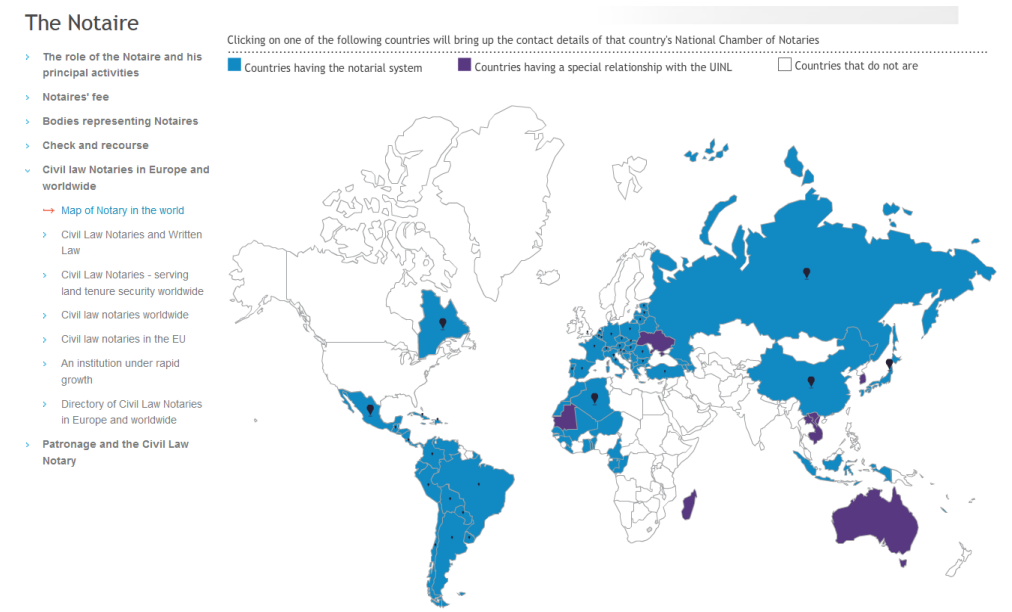 The Notaire
The role of the Notaire and his
principal activities
Notaires' fee
Bodies representing Notaires
Check and recourse
Civil law Notaries in Europe and
worldwide
Map of Notary in the world
Civil Law Notaries and Written
Law
Civil Law Notaries - serving
land tenure security worldwide
Civil law notaries worldwide
Civil law notaries in the EU
An institution under rapid
growth
Directory of Civil Law Notaries
in Europe and worldwide
Patronage and the Civil Law
Notary
Clicking on one of the following countries will bring up the contact details of that country's National Chamber of Notaries
Countries having the notarial system
Countries having a special relationship with the UINL
Countries that do not are